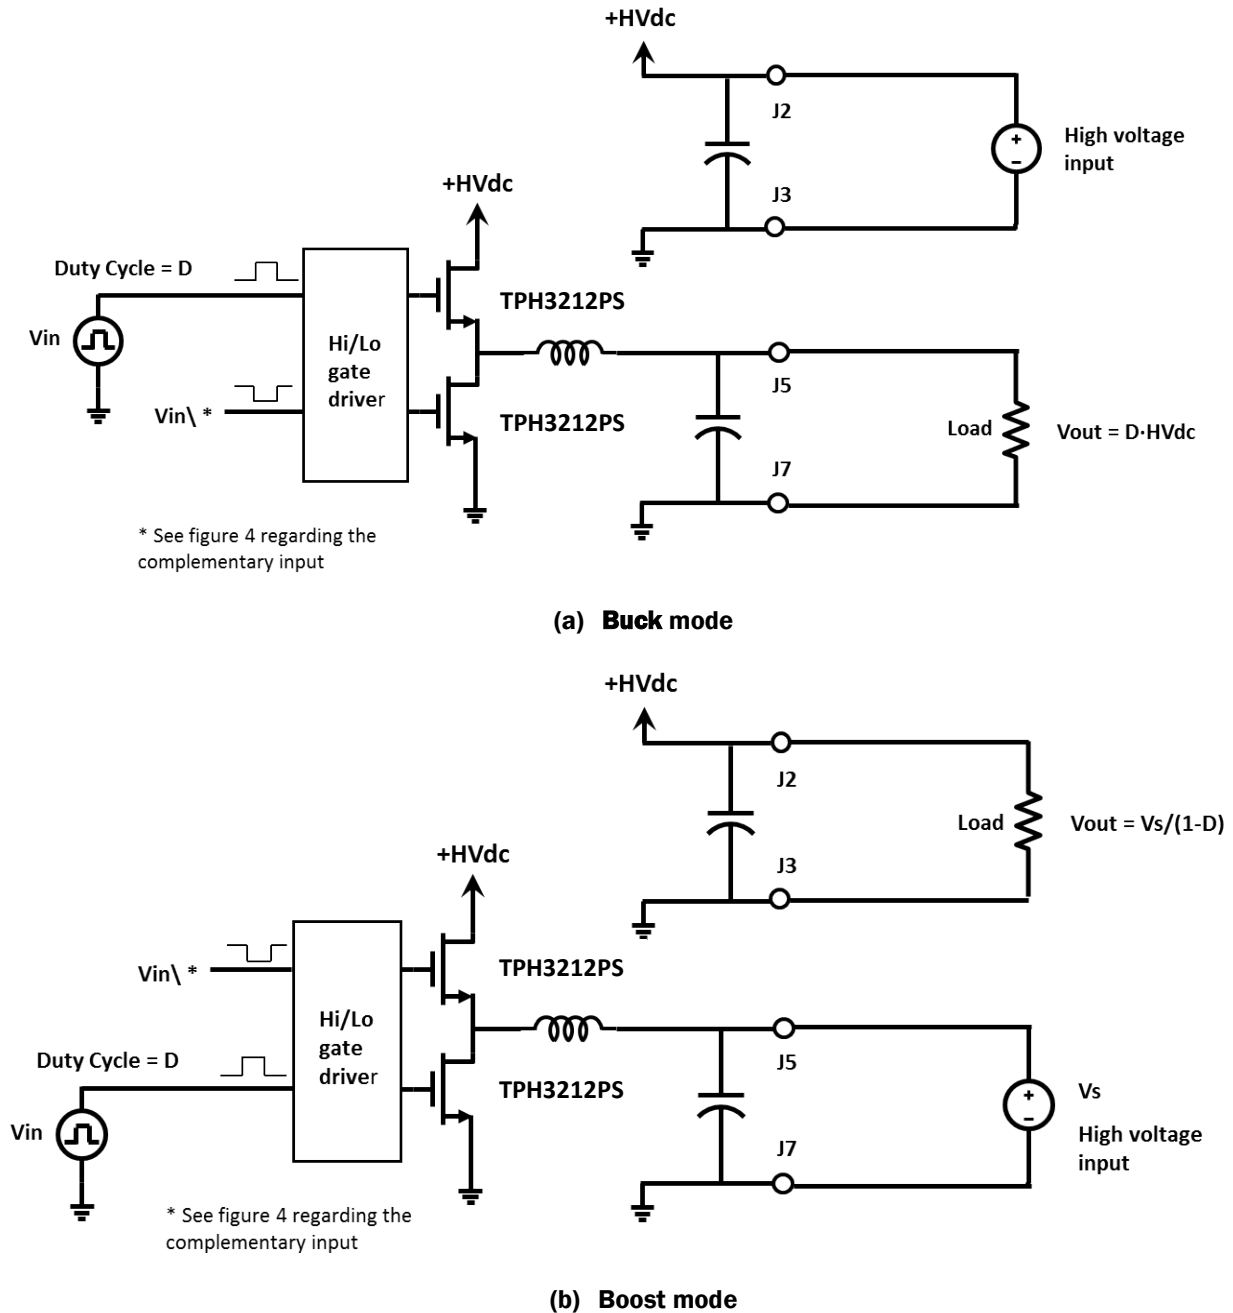 +HVdc
J2
High voltage
input
J3
+HVdc
Duty Cycle = D
TPH3212PS
Vin
Hi/Lo
gate
driver
J5
Vin\ *
TPH3212PS
Load
Vout = D·HVdc
J7
* See figure 4 regarding the
complementary input
(a) Buck mode
+HVdc
J2
Load
Vout = Vs/(1-D)
J3
+HVdc
Vin\ *
TPH3212PS
Hi/Lo
gate
driver
J5
Duty Cycle = D
TPH3212PS
Vs
Vin
High voltage
input
J7
* See figure 4 regarding the
complementary input
(b) Boost mode